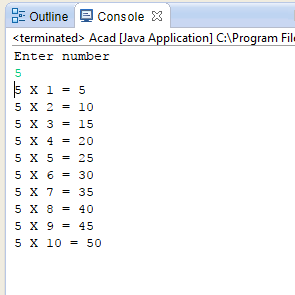 Outline Console
<terminated> Acad [Java Application] C:\Program File
Enter number
5
5 X 1 = 5
5 X 2 = 10
5 X 3 = 15
5 X 4 = 20
5 X 5 = 25
5 X 6 = 30
5 X 7 = 35
5 X 8 = 40
5 X 9 = 45
5 X 10 = 50